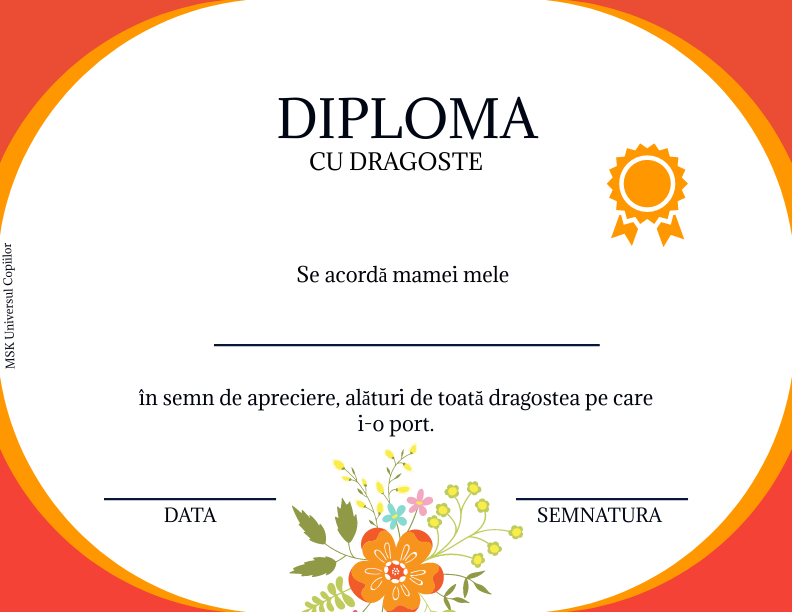 DIPLOMA
CU DRAGOSTE
Se acordă mamei mele
în semn de apreciere, alături de toată dragostea pe care
i-o port.
DATA
SEMNATURA
MSK Universul Copiilor